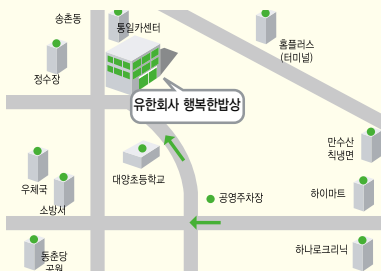 송촌동
통일카센터
홈플러스
(터미널)
정수장
유한회사 행복한밥상
만수산
칡냉면
대양초등학교
우체국
소방서
공영주차장
하이마트
동춘당
공원
하나로크리닉